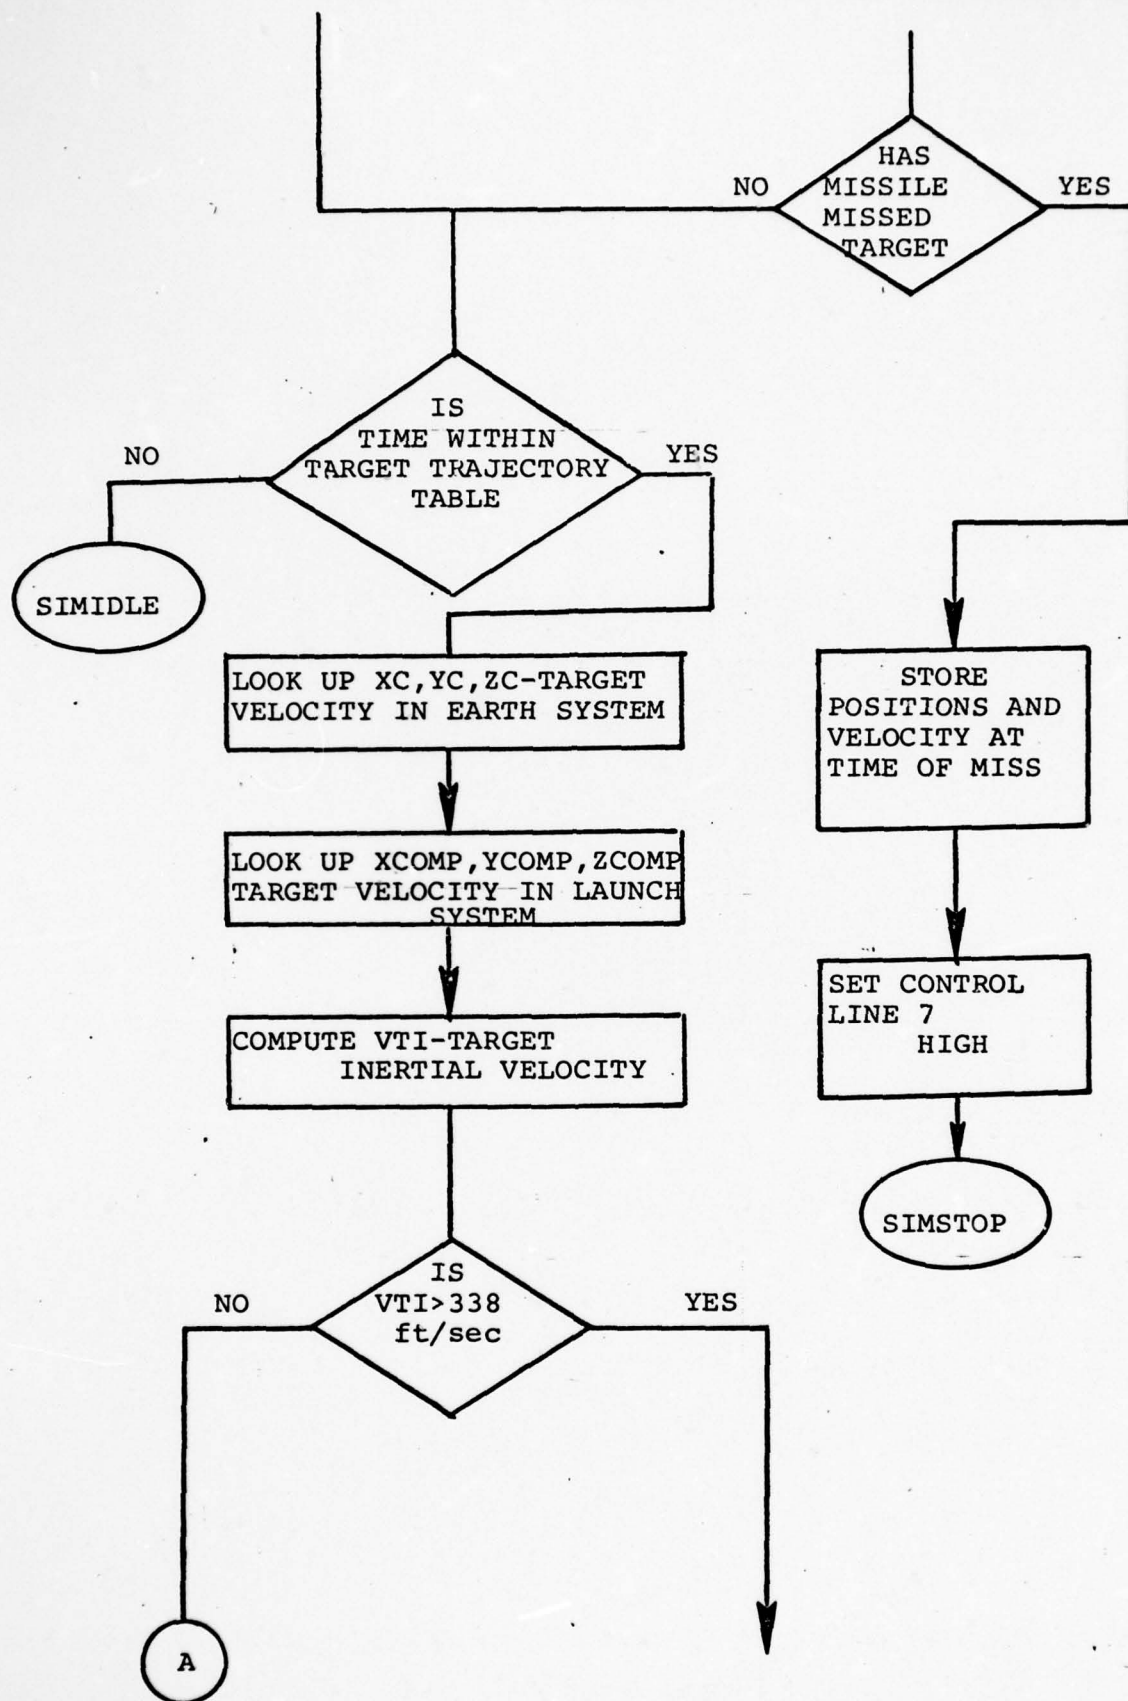 HAS
MISSILE
MISSED
TARGET
NO
YES
IS
TIME WITHIN
TARGET TRAJECTORY
TABLE
NO
YES
SIMIDLE
LOOK UP XC,YC,ZC-TARGET
VELOCITY IN EARTH SYSTEM
LOOK UP XCOMP,YCOMP,ZCOMP
TARGET VELOCITY IN LAUNCH
SYSTEM
COMPUTE VTI-TARGET
INERTIAL VELOCITY
IS
VTI>338
ft/sec
NO
YES
A
STORE
POSITIONS AND
VELOCITY AT
TIME OF MISS
SET CONTROL
LINE 7
HIGH
SIMSTOP